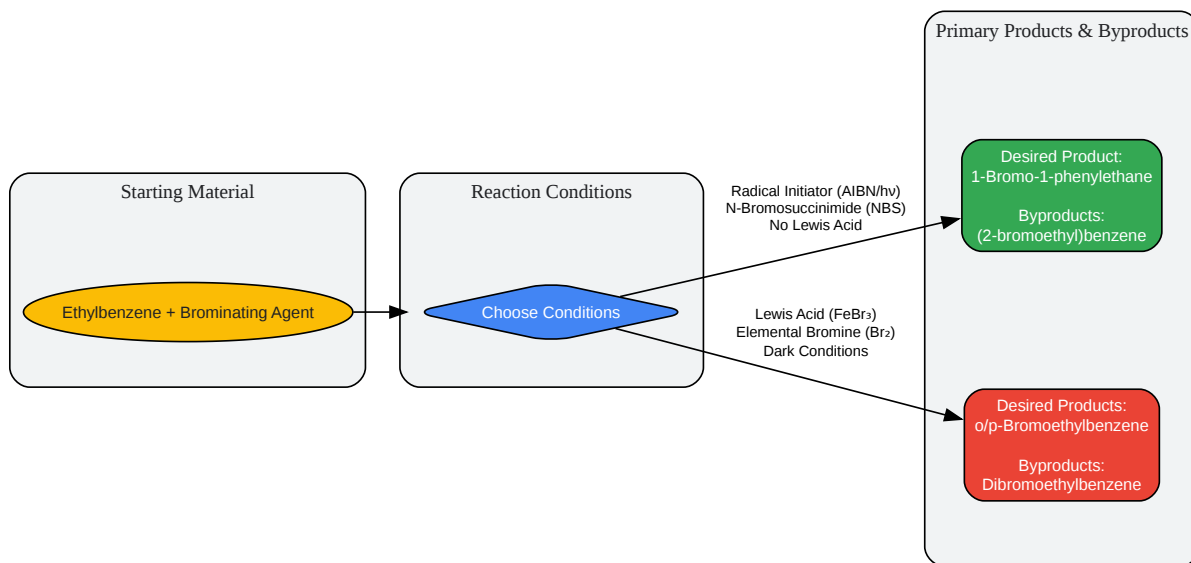 Primary Products & Byproducts
Starting Material
Reaction Conditions
Ethylbenzene + Brominating Agent
Choose Conditions
Radical Initiator (AIBN/hν)
N-Bromosuccinimide (NBS)
No Lewis Acid
Lewis Acid (FeBr₃)
Elemental Bromine (Br₂)
Dark Conditions
Desired Product:
1-Bromo-1-phenylethane
Byproducts:
(2-bromoethyl)benzene
Desired Products:
o/p-Bromoethylbenzene
Byproducts:
Dibromoethylbenzene